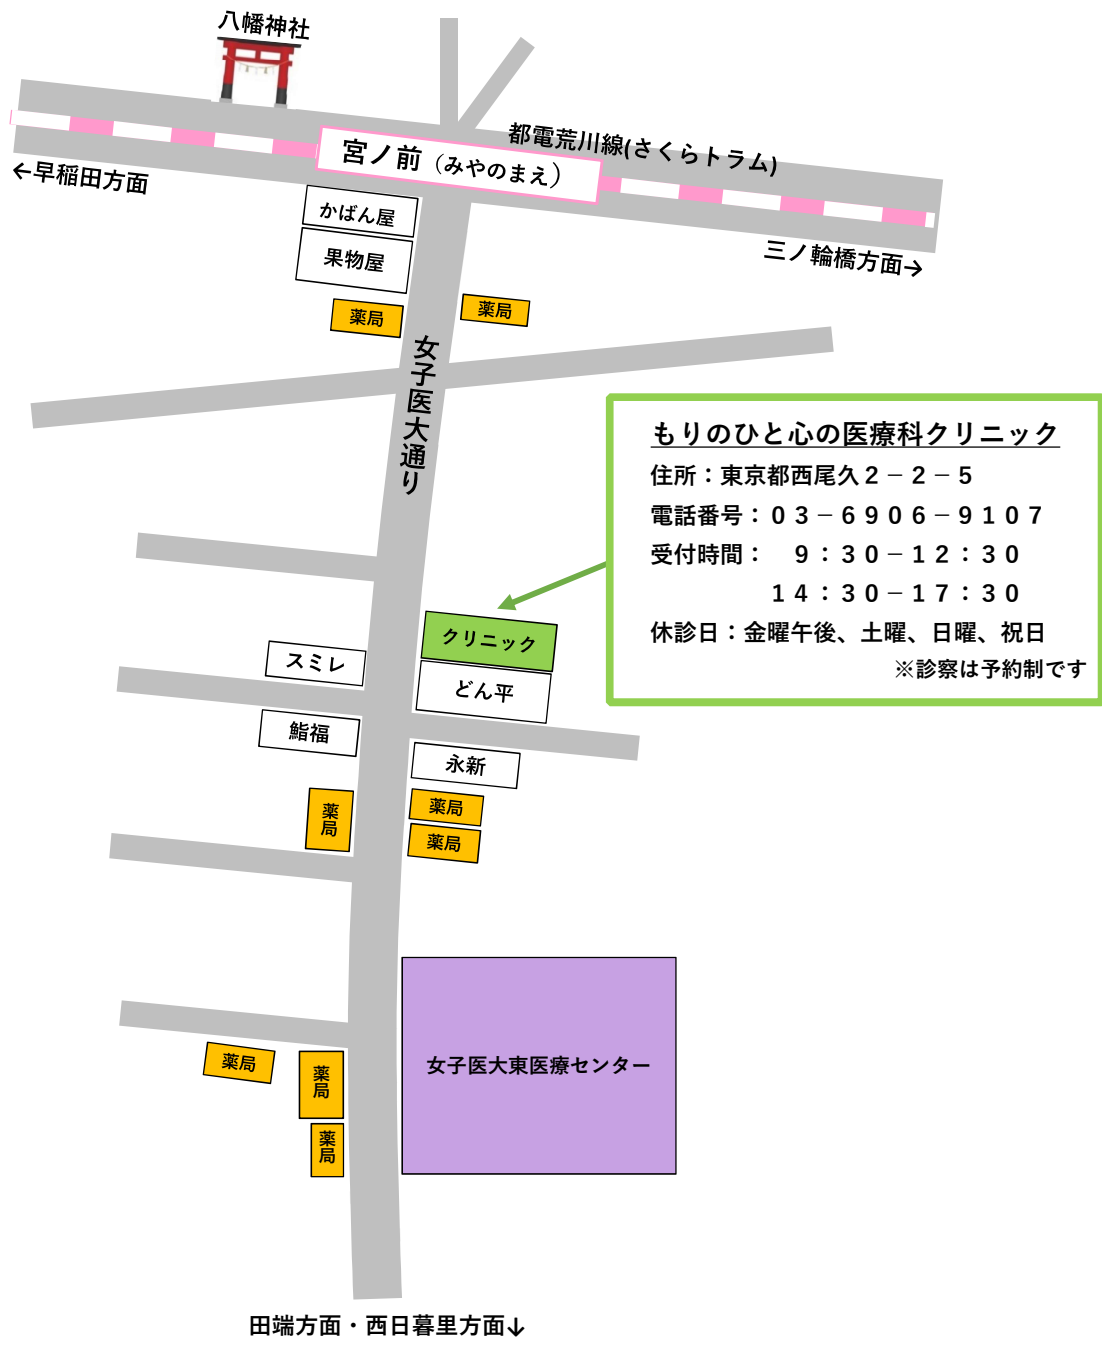 八幡神社
都電荒川線(さくらトラム)
宮ノ前（みやのまえ）
←早稲田方面
かばん屋
三ノ輪橋方面→
果物屋
薬局
薬局
女子医大通り
もりのひと心の医療科クリニック
住所：東京都西尾久２－２－５
電話番号：０３－６９０６－９１０７
受付時間：　９：３０－１２：３０
１４：３０－１７：３０
休診日：金曜午後、土曜、日曜、祝日
※診察は予約制です
クリニック
スミレ
どん平
鮨福
永新
薬局
薬局
薬局
女子医大東医療センター
薬局
薬局
薬局
田端方面・西日暮里方面↓